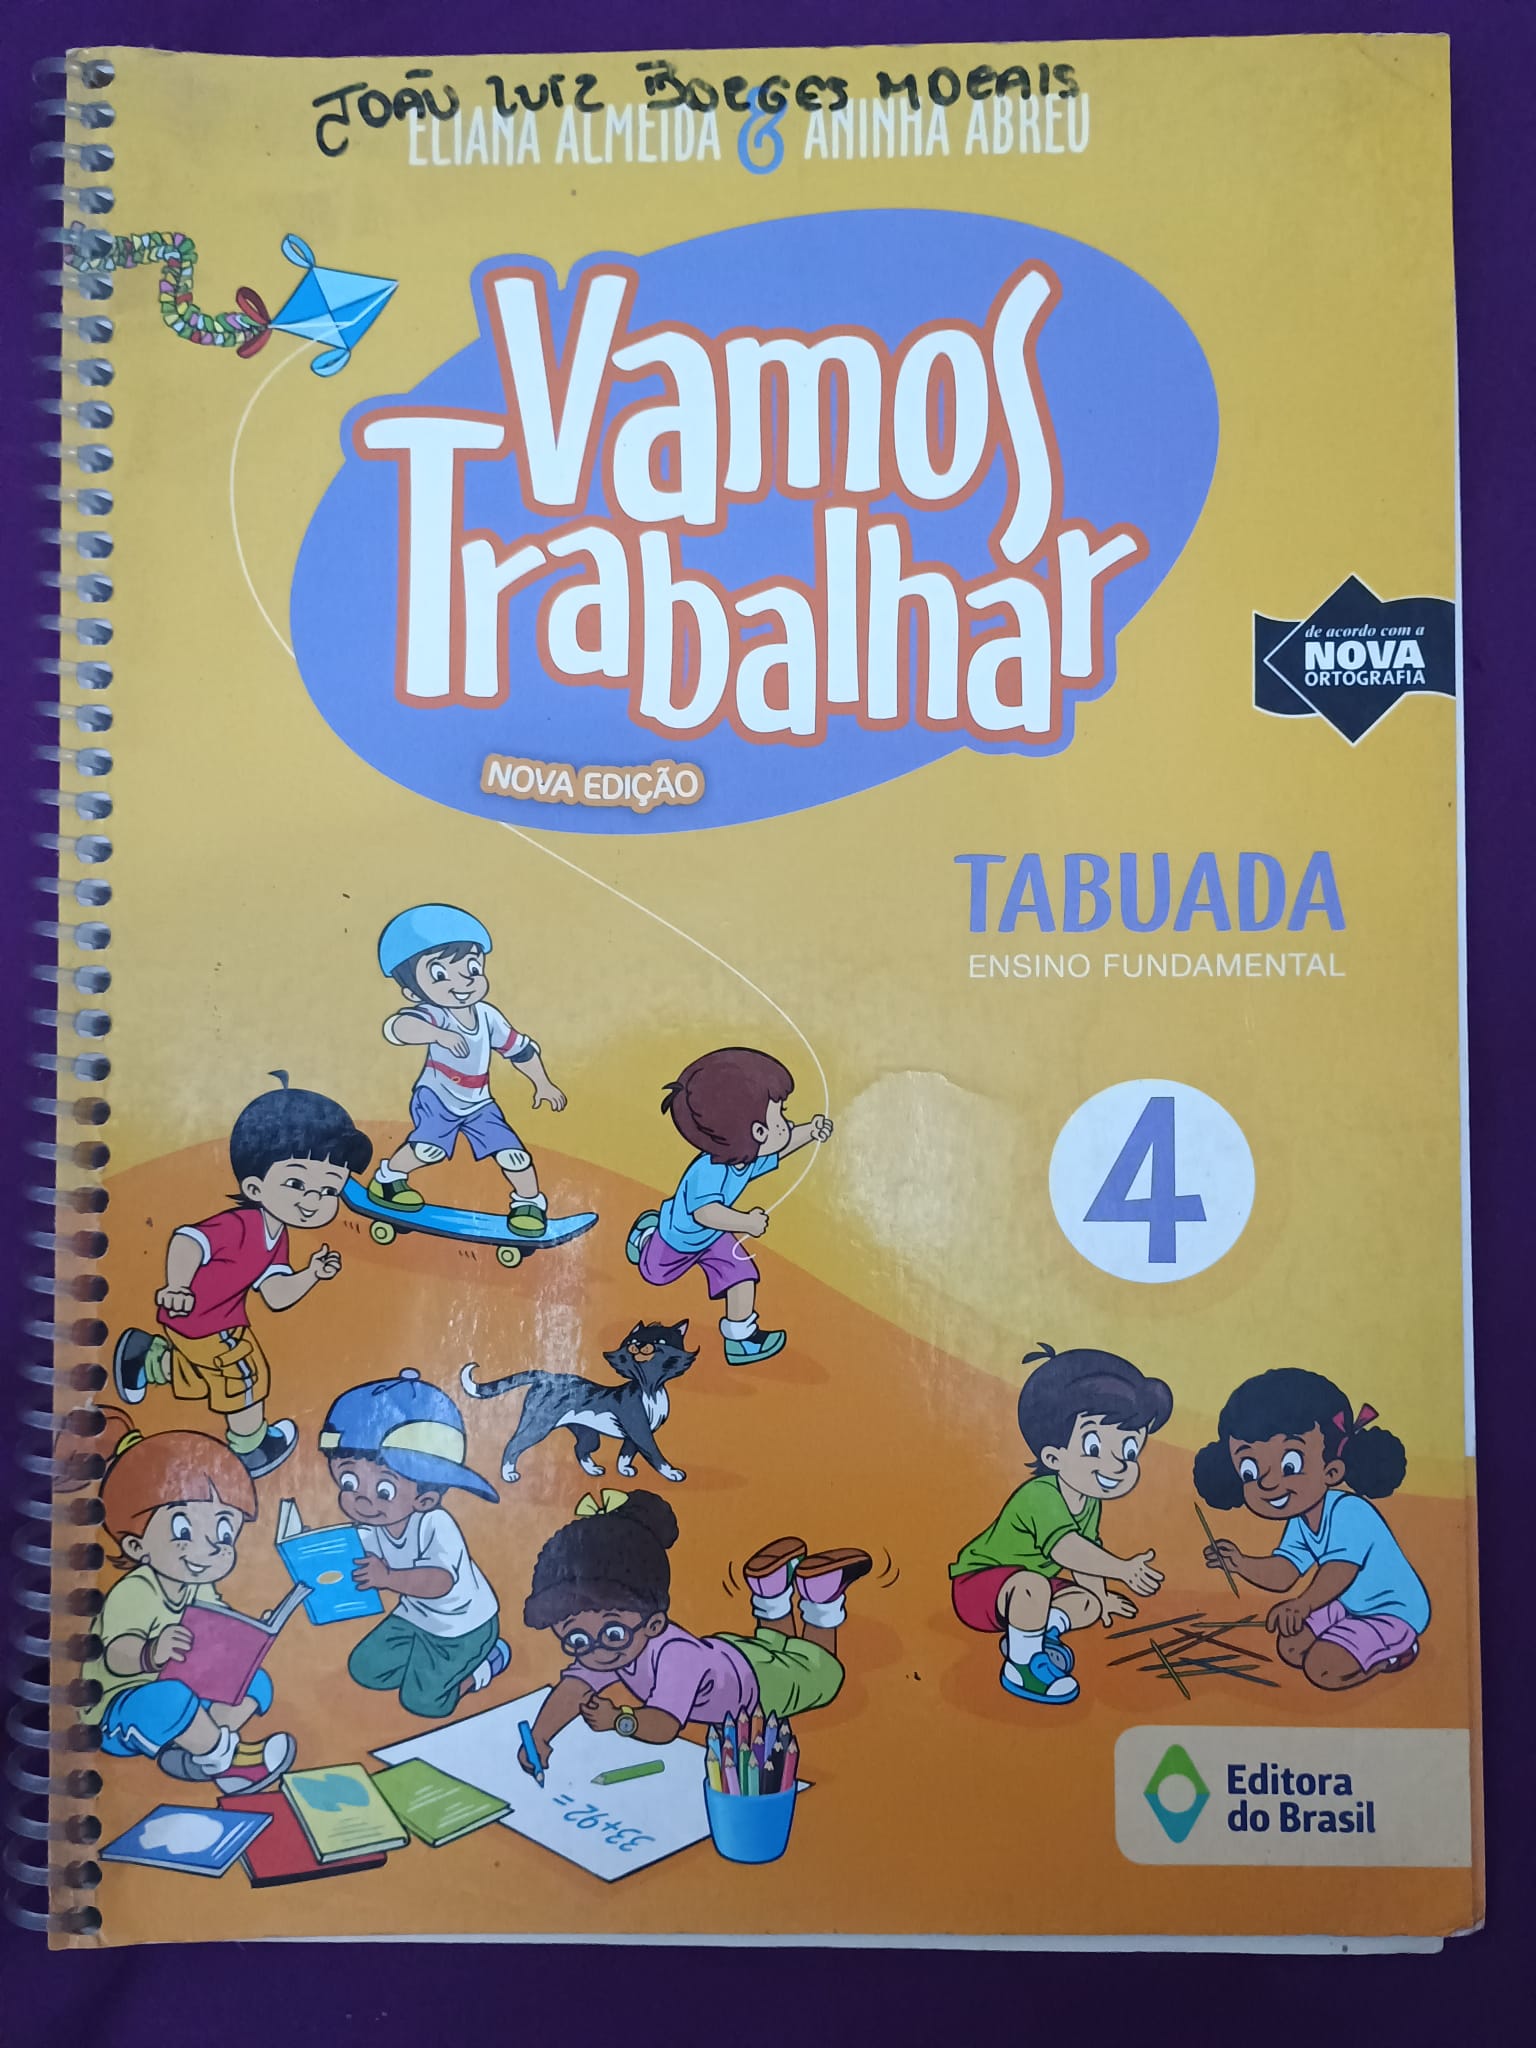 JOÃO LUIZ BORGES MORAIS
ELIANA ALMEIDA & ANINHA ABREU
Vamos
Trabalhar
NOVA EDIÇÃO
de acordo com a
NOVA
ORTOGRAFIA
TABUADA
ENSINO FUNDAMENTAL
4
33+92=
Editora
do Brasil